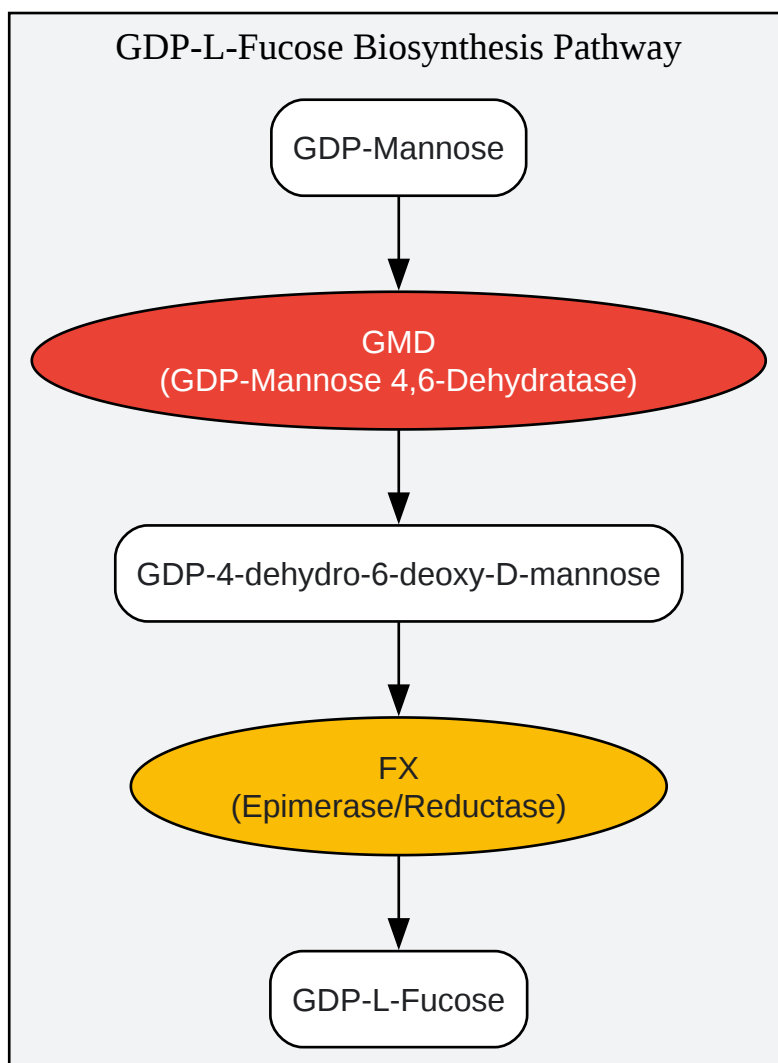 GDP-L-Fucose Biosynthesis Pathway
GDP-Mannose
GMD
(GDP-Mannose 4,6-Dehydratase)
GDP-4-dehydro-6-deoxy-D-mannose
FX
(Epimerase/Reductase)
GDP-L-Fucose